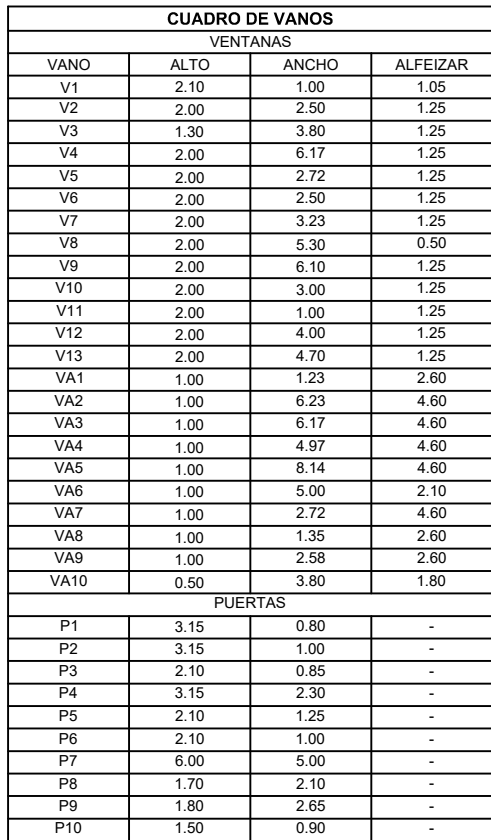 CUADRO DE VANOS
VENTANAS
VANO ALTO ANCHO ALFEIZAR
V1 2.10 1.00 1.05
V2 2.00 2.50 1.25
V3 1.30 3.80 1.25
V4 2.00 6.17 1.25
V5 2.00 2.72 1.25
V6 2.00 2.50 1.25
V7 2.00 3.23 1.25
V8 2.00 5.30 0.50
V9 2.00 6.10 1.25
V10 2.00 3.00 1.25
V11 2.00 1.00 1.25
V12 2.00 4.00 1.25
V13 2.00 4.70 1.25
VA1 1.00 1.23 2.60
VA2 1.00 6.23 4.60
VA3 1.00 6.17 4.60
VA4 1.00 4.97 4.60
VA5 1.00 8.14 4.60
VA6 1.00 5.00 2.10
VA7 1.00 2.72 4.60
VA8 1.00 1.35 2.60
VA9 1.00 2.58 2.60
VA10 0.50 3.80 1.80
PUERTAS
P1 3.15 0.80 -
P2 3.15 1.00 -
P3 2.10 0.85 -
P4 3.15 2.30 -
P5 2.10 1.25 -
P6 2.10 1.00 -
P7 6.00 5.00 -
P8 1.70 2.10 -
P9 1.80 2.65 -
P10 1.50 0.90 -